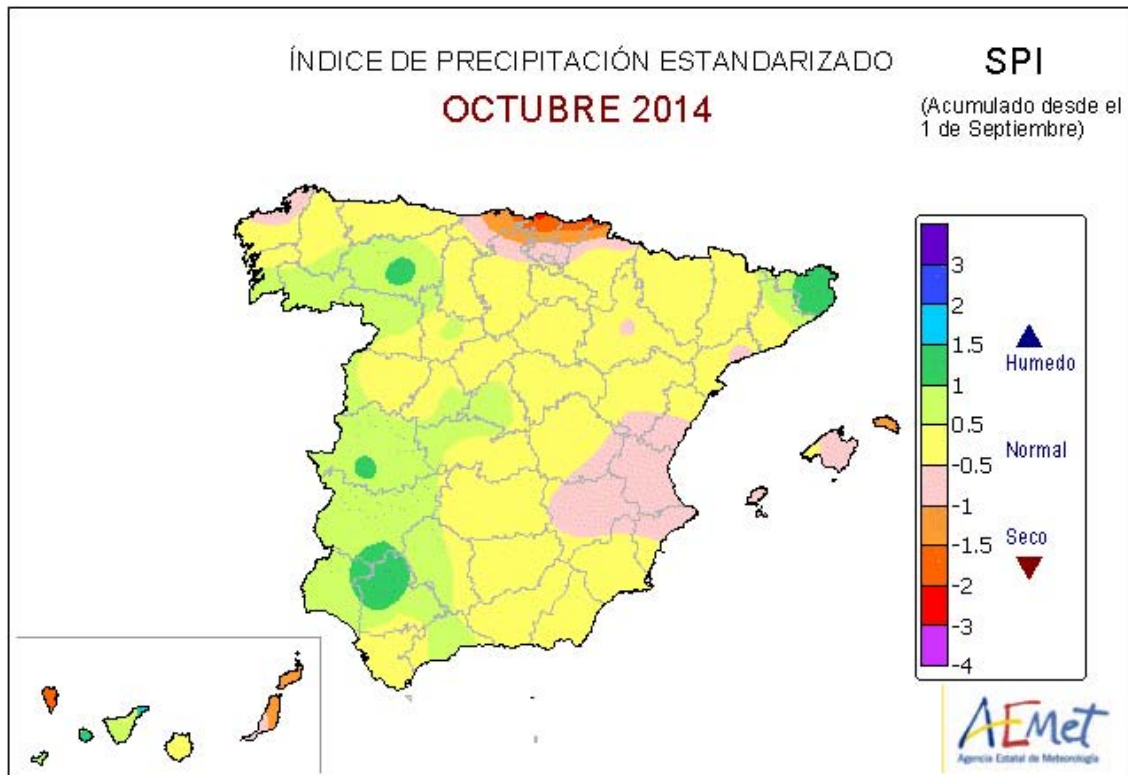 ÍNDICE DE PRECIPITACIÓN ESTANDARIZADO
OCTUBRE 2014
SPI
(Acumulado desde el
1 de Septiembre)
3
2
1.5
1
0.5
-0.5
-1
-1.5
-2
-3
-4
Humedo
Normal
Seco
AEMet
Agencia Estatal de Meteorología